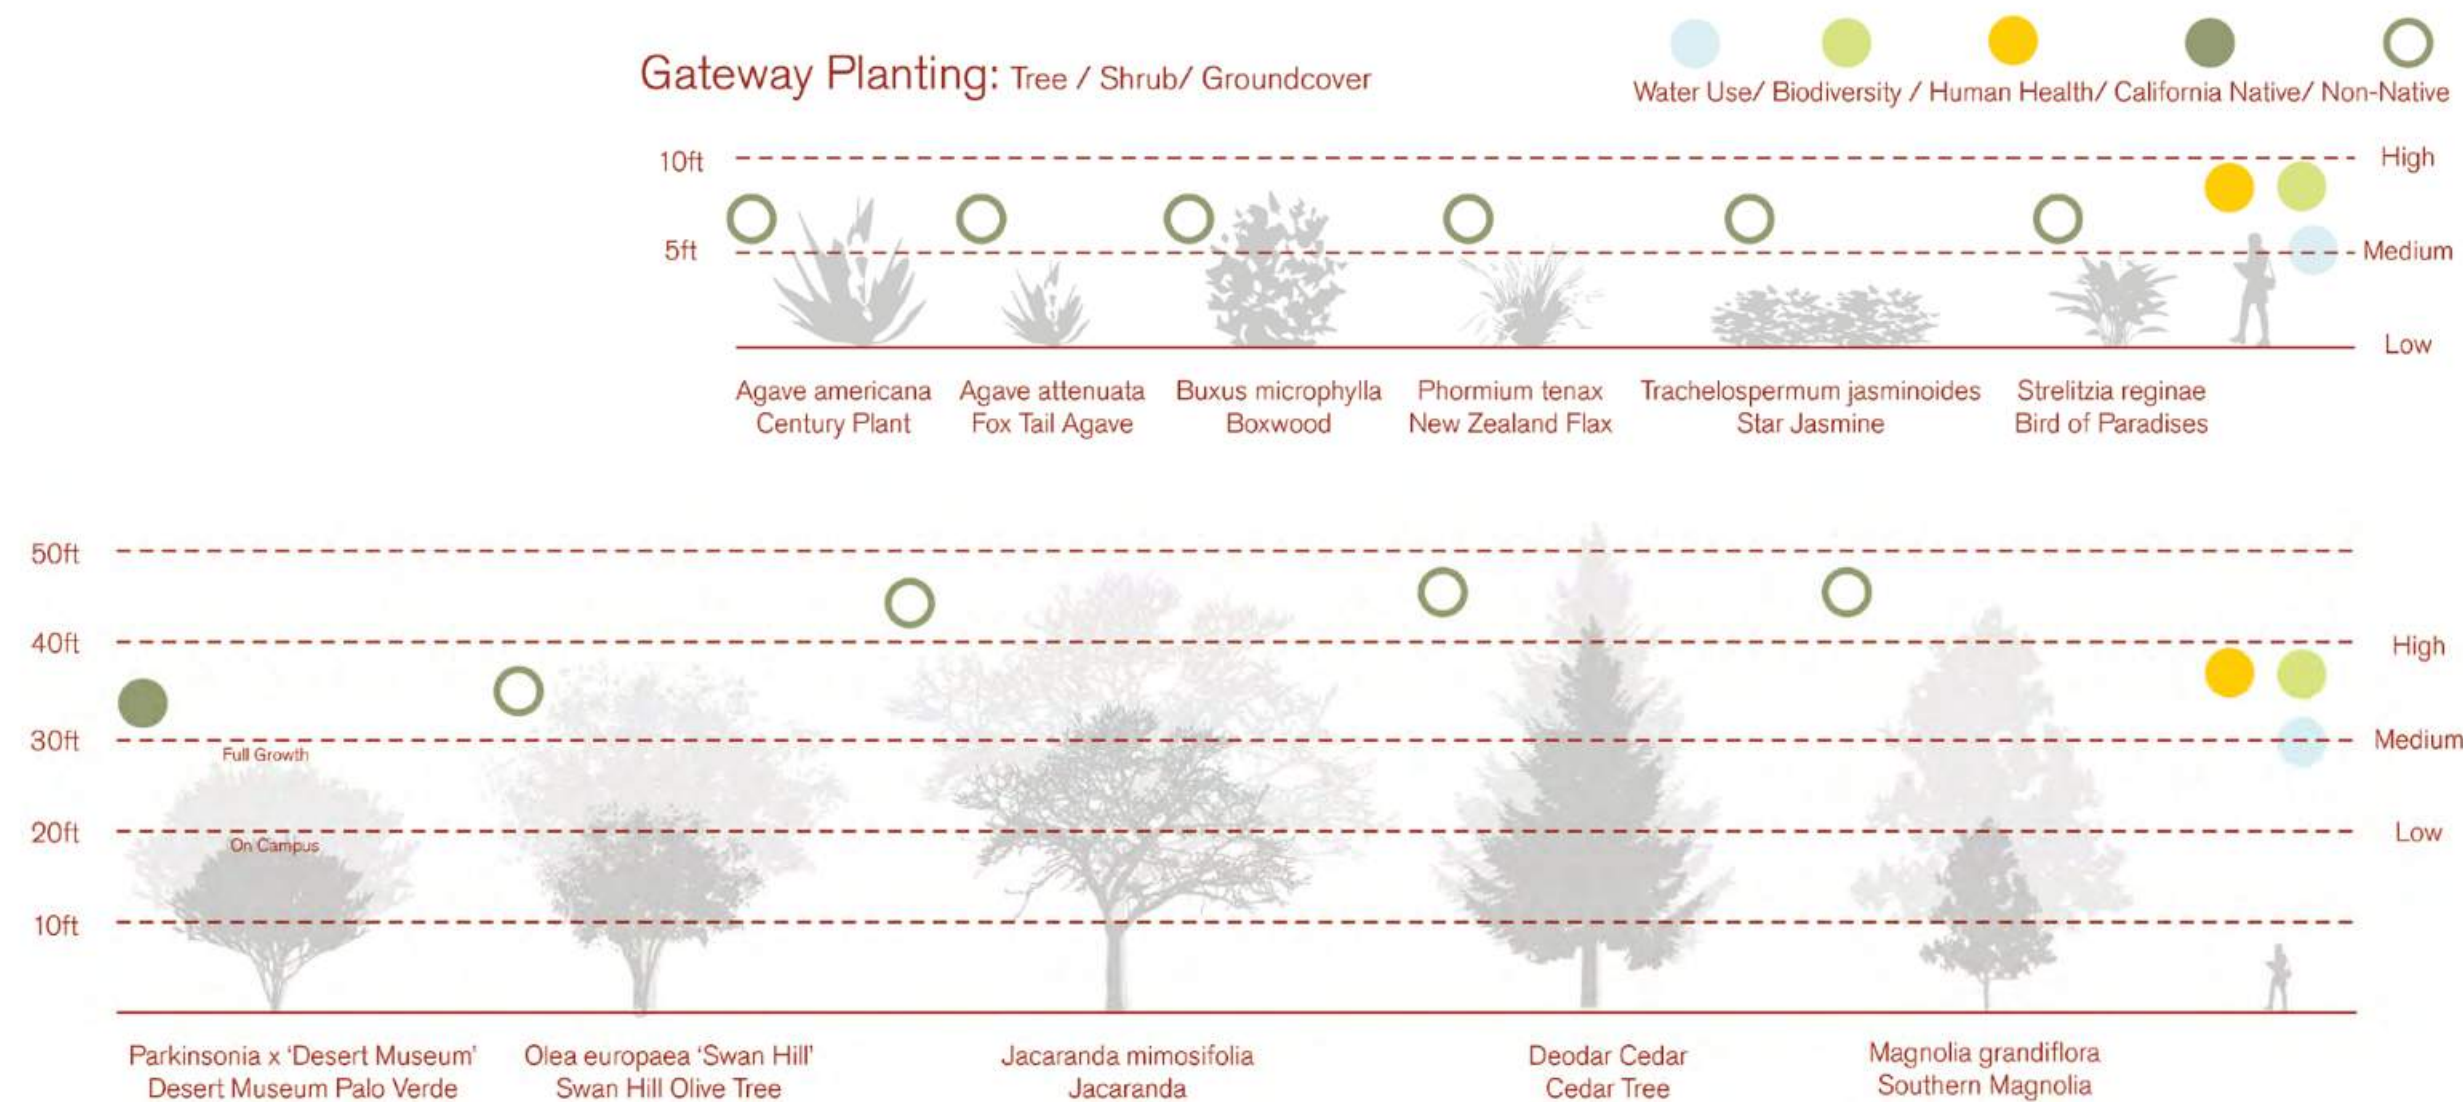 Gateway Planting: Tree / Shrub/ Groundcover
Water Use/ Biodiversity / Human Health/ California Native/ Non-Native
10ft
High
5ft
Medium
Low
Agave americana
Century Plant
Agave attenuata
Fox Tail Agave
Buxus microphylla
Boxwood
Phormium tenax
New Zealand Flax
Trachelospermum jasminoides
Star Jasmine
Strelitzia reginae
Bird of Paradises
50ft
40ft
High
30ft
Medium
Full Growth
20ft
Low
On Campus
10ft
Parkinsonia x ‘Desert Museum’
Desert Museum Palo Verde
Olea europaea ‘Swan Hill’
Swan Hill Olive Tree
Jacaranda mimosifolia
Jacaranda
Deodar Cedar
Cedar Tree
Magnolia grandiflora
Southern Magnolia